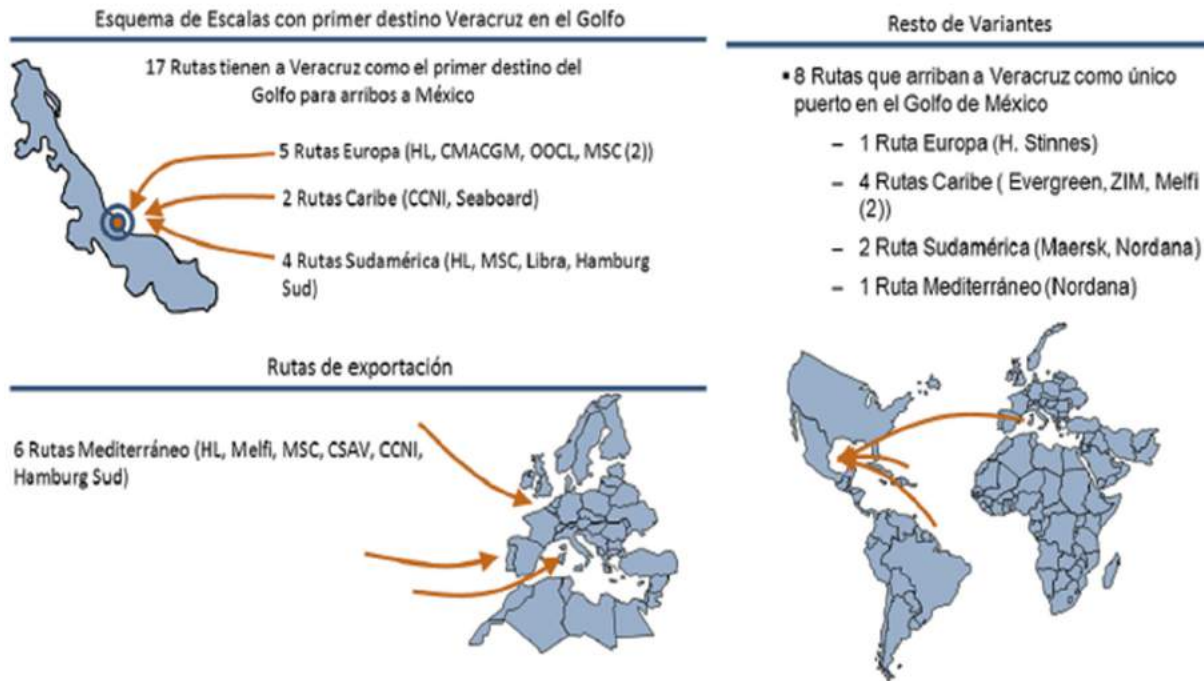 Esquema de Escalas con primer destino Veracruz en el Golfo
17 Rutas tienen a Veracruz como el primer destino del
Golfo para arribos a México
5 Rutas Europa (HL, CMACGM, OOCL, MSC (2))
2 Rutas Caribe (CCNI, Seaboard)
4 Rutas Sudamérica (HL, MSC, Libra, Hamburg
Sud)
Rutas de exportación
6 Rutas Mediterráneo (HL, Melfi, MSC, CSAV, CCNI,
Hamburg Sud)
Resto de Variantes
▪ 8 Rutas que arriban a Veracruz como único
puerto en el Golfo de México
– 1 Ruta Europa (H. Stinnes)
– 4 Rutas Caribe ( Evergreen, ZIM, Melfi
(2))
– 2 Ruta Sudamérica (Maersk, Nordana)
– 1 Ruta Mediterráneo (Nordana)